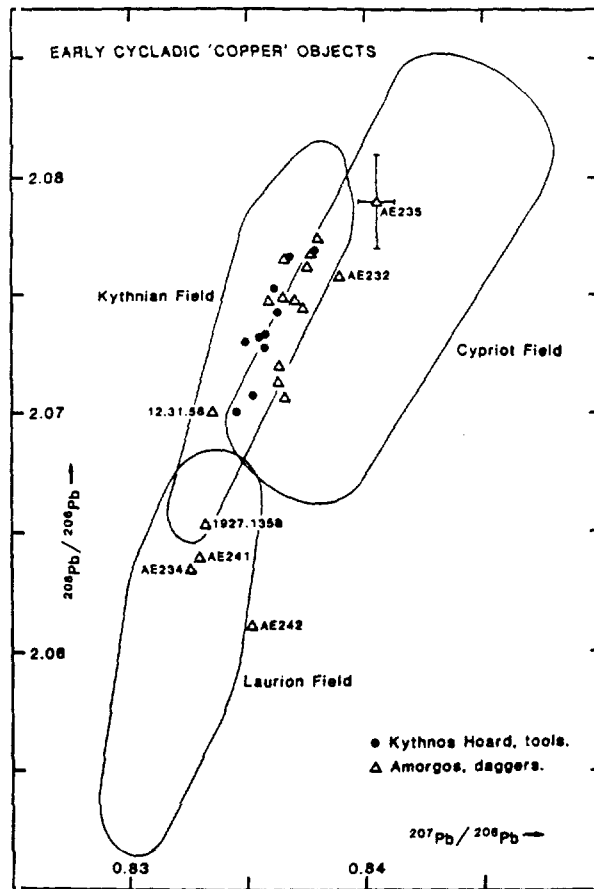 EARLY CYCLADIC 'COPPER' OBJECTS
2.08
AE235
AE232
Kythnian Field
Cypriot Field
12.31.56
2.07
²⁰⁸Pb/²⁰⁶Pb→
1927.1358
AE241
AE234
AE242
2.06
Laurion Field
● Kythnos Hoard, tools.
△ Amorgos, daggers.
²⁰⁷Pb/²⁰⁶Pb→
0.83
0.84